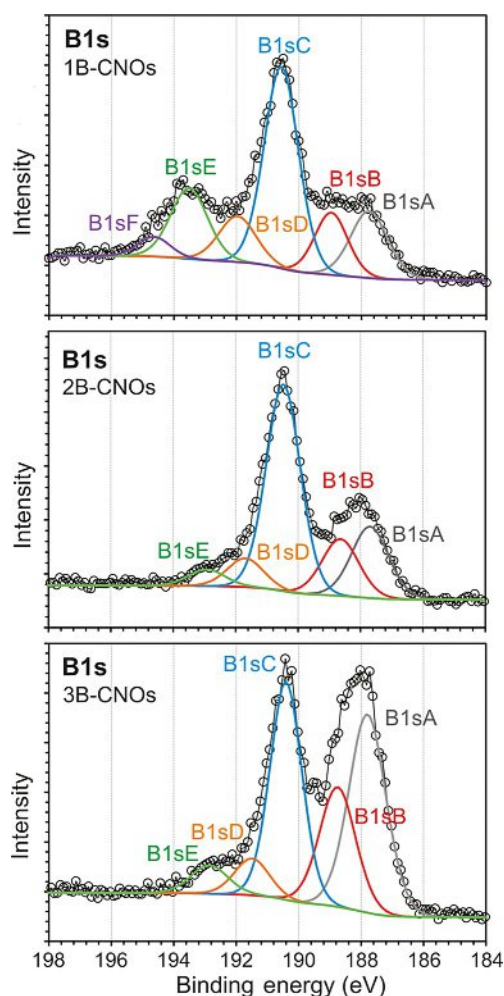 B1s
1B-CNOs
B1sC
B1sE
B1sB
B1sA
B1sF
B1sD
Intensity
B1s
2B-CNOs
B1sC
B1sB
B1sE
B1sD
B1sA
Intensity
B1s
3B-CNOs
B1sC
B1sA
B1sD
B1sB
B1sE
Intensity
198 196 194 192 190 188 186 184
Binding energy (eV)